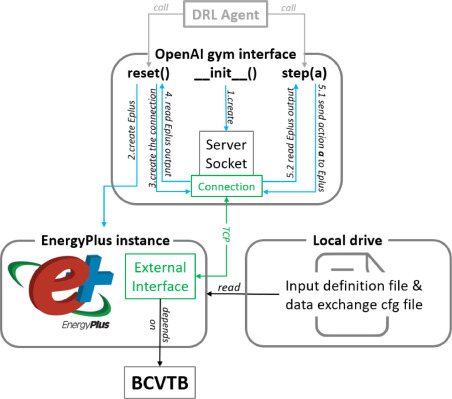 call
DRL Agent
call
OpenAI gym interface
reset()
__init__()
step(a)
2.create Eplus
3.create the connection
4. read Eplus output
1.create
5.2 read Eplus output
5.1 send action a to Eplus
Server
Socket
Connection
TCP
EnergyPlus instance
e+
EnergyPlus
External
Interface
read
Local drive
Input definition file &
data exchange cfg file
depends
on
BCVTB